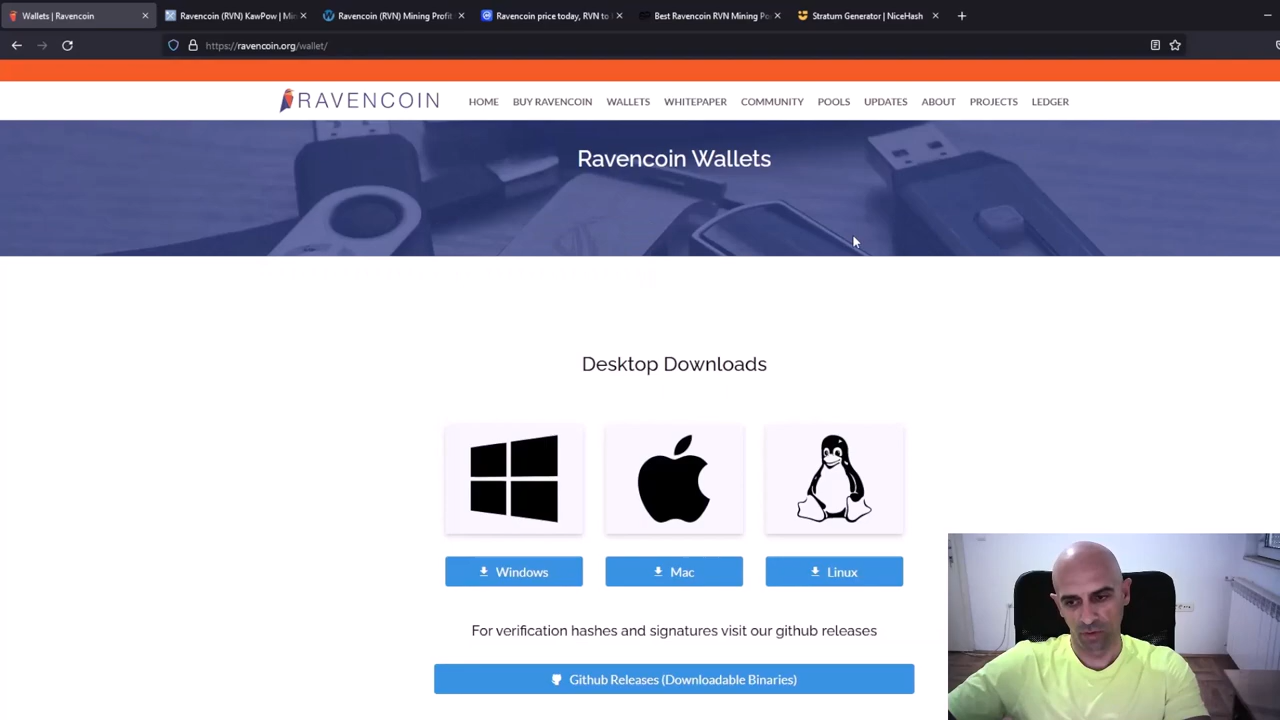 Wallets | Ravencoin
Ravencoin (RVN) KawPow | Mi
Ravencoin (RVN) Mining Profit
Ravencoin price today, RVN to
Best Ravencoin RVN Mining Po
Stratum Generator | NiceHash
https://ravencoin.org/wallet/
RAVENCOIN
HOME BUY RAVENCOIN WALLETS WHITEPAPER COMMUNITY POOLS UPDATES ABOUT PROJECTS LEDGER
Ravencoin Wallets
Desktop Downloads
Windows Mac Linux
For verification hashes and signatures visit our github releases
Github Releases (Downloadable Binaries)